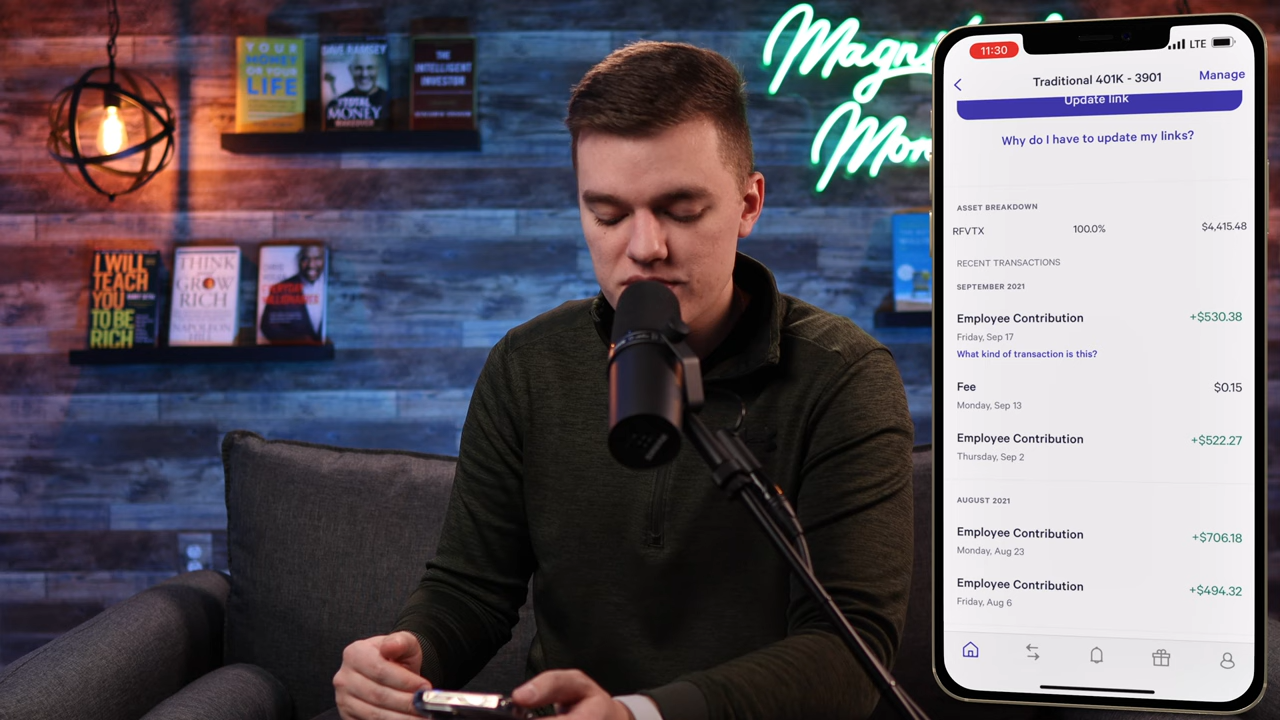 YOUR
MONEY
OR YOUR
LIFE
DAVE RAMSEY
TOTAL
MONEY
MAKEOVER
THE
INTELLIGENT
INVESTOR
I WILL
TEACH
YOU
TO BE
RICH
THINK
GROW
RICH
NAPOLEON
HILL
11:30
LTE
Traditional 401K - 3901
Manage
Update link
Why do I have to update my links?
ASSET BREAKDOWN
RFVTX 100.0% $4,415.48
RECENT TRANSACTIONS
SEPTEMBER 2021
Employee Contribution +$530.38
Friday, Sep 17
What kind of transaction is this?
Fee $0.15
Monday, Sep 13
Employee Contribution +$522.27
Thursday, Sep 2
AUGUST 2021
Employee Contribution +$706.18
Monday, Aug 23
Employee Contribution +$494.32
Friday, Aug 6